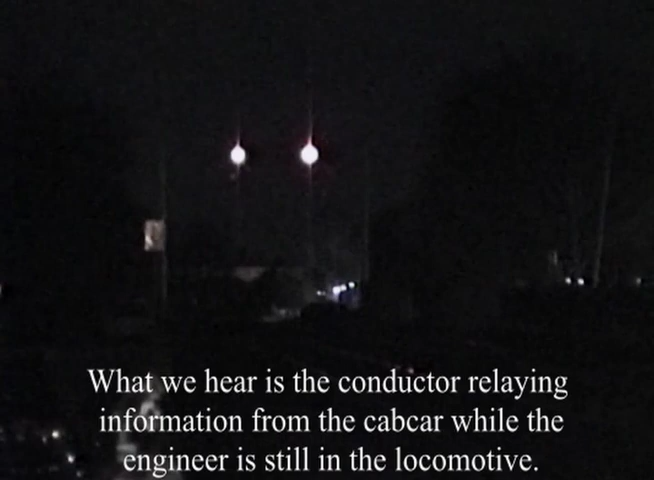 What we hear is the conductor relaying
information from the cabcar while the
engineer is still in the locomotive.